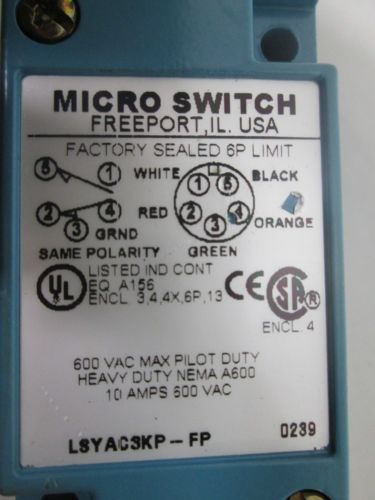 MICRO SWITCH
FREEPORT, IL. USA
FACTORY SEALED 6P LIMIT
5 1 WHITE 1 5 BLACK
2 4 RED 2 4 ORANGE
3 GRND 3
SAME POLARITY GREEN
UL LISTED IND CONT
EQ A156
ENCL 3,4,4X,6P,13
CE SA ®
ENCL. 4
600 VAC MAX PILOT DUTY
HEAVY DUTY NEMA A600
10 AMPS 600 VAC
LSYAC3KP-FP 0239